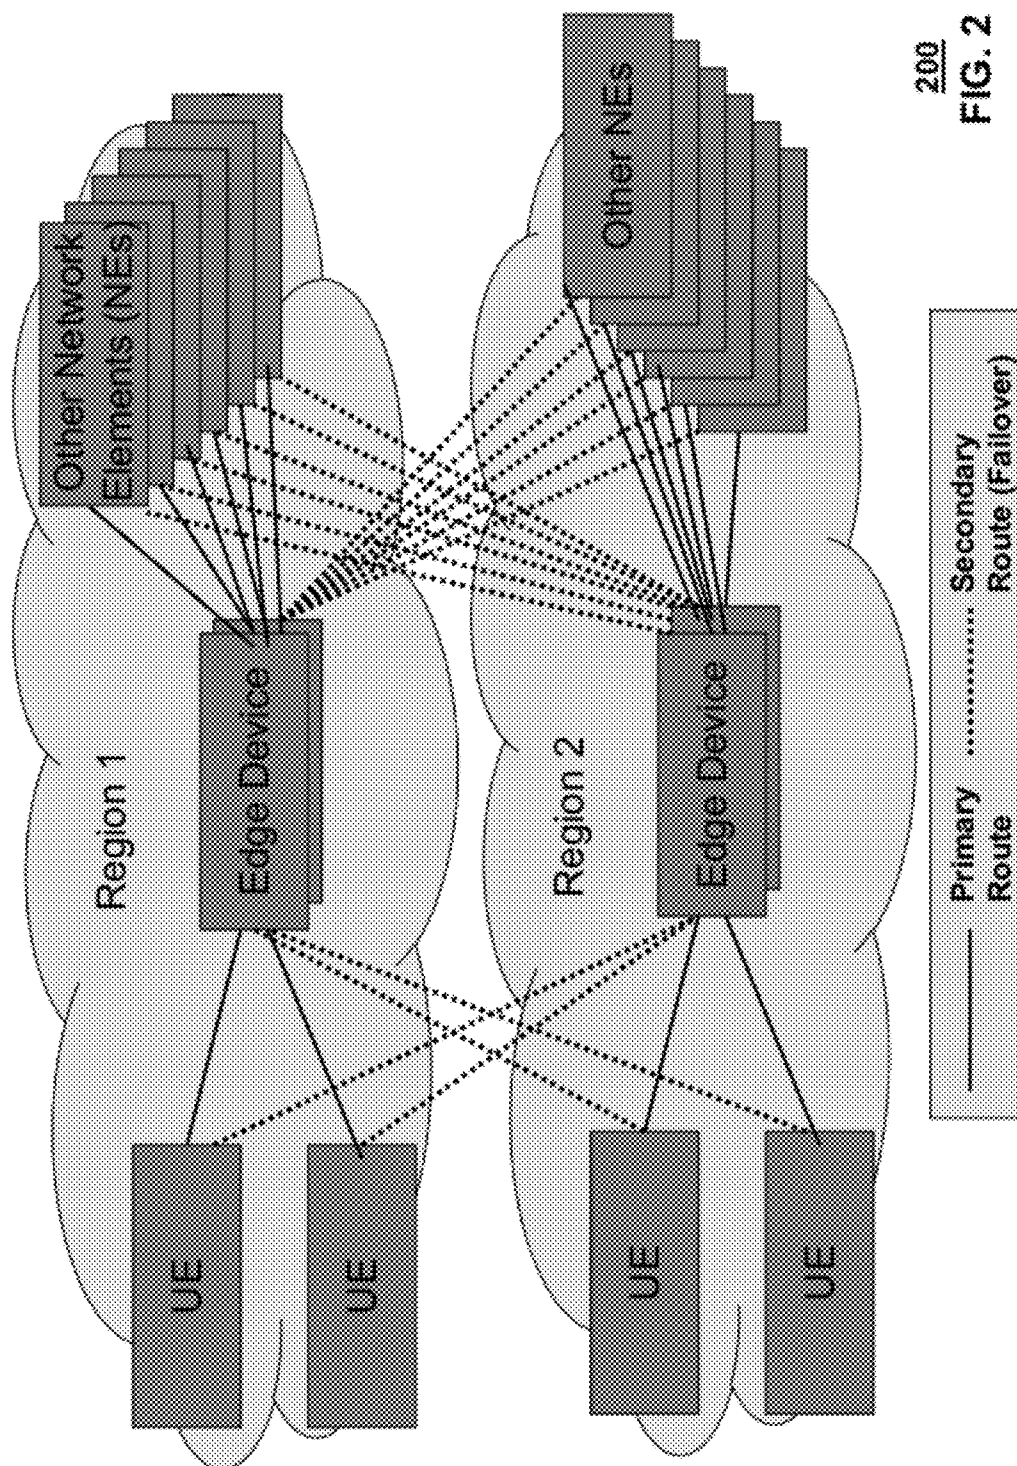 Region 1
UE
UE
Edge Device
Other Network
Elements (NEs)
Region 2
UE
UE
Edge Device
Other NEs
Primary
Route
Secondary
Route (Failover)
200
FIG. 2